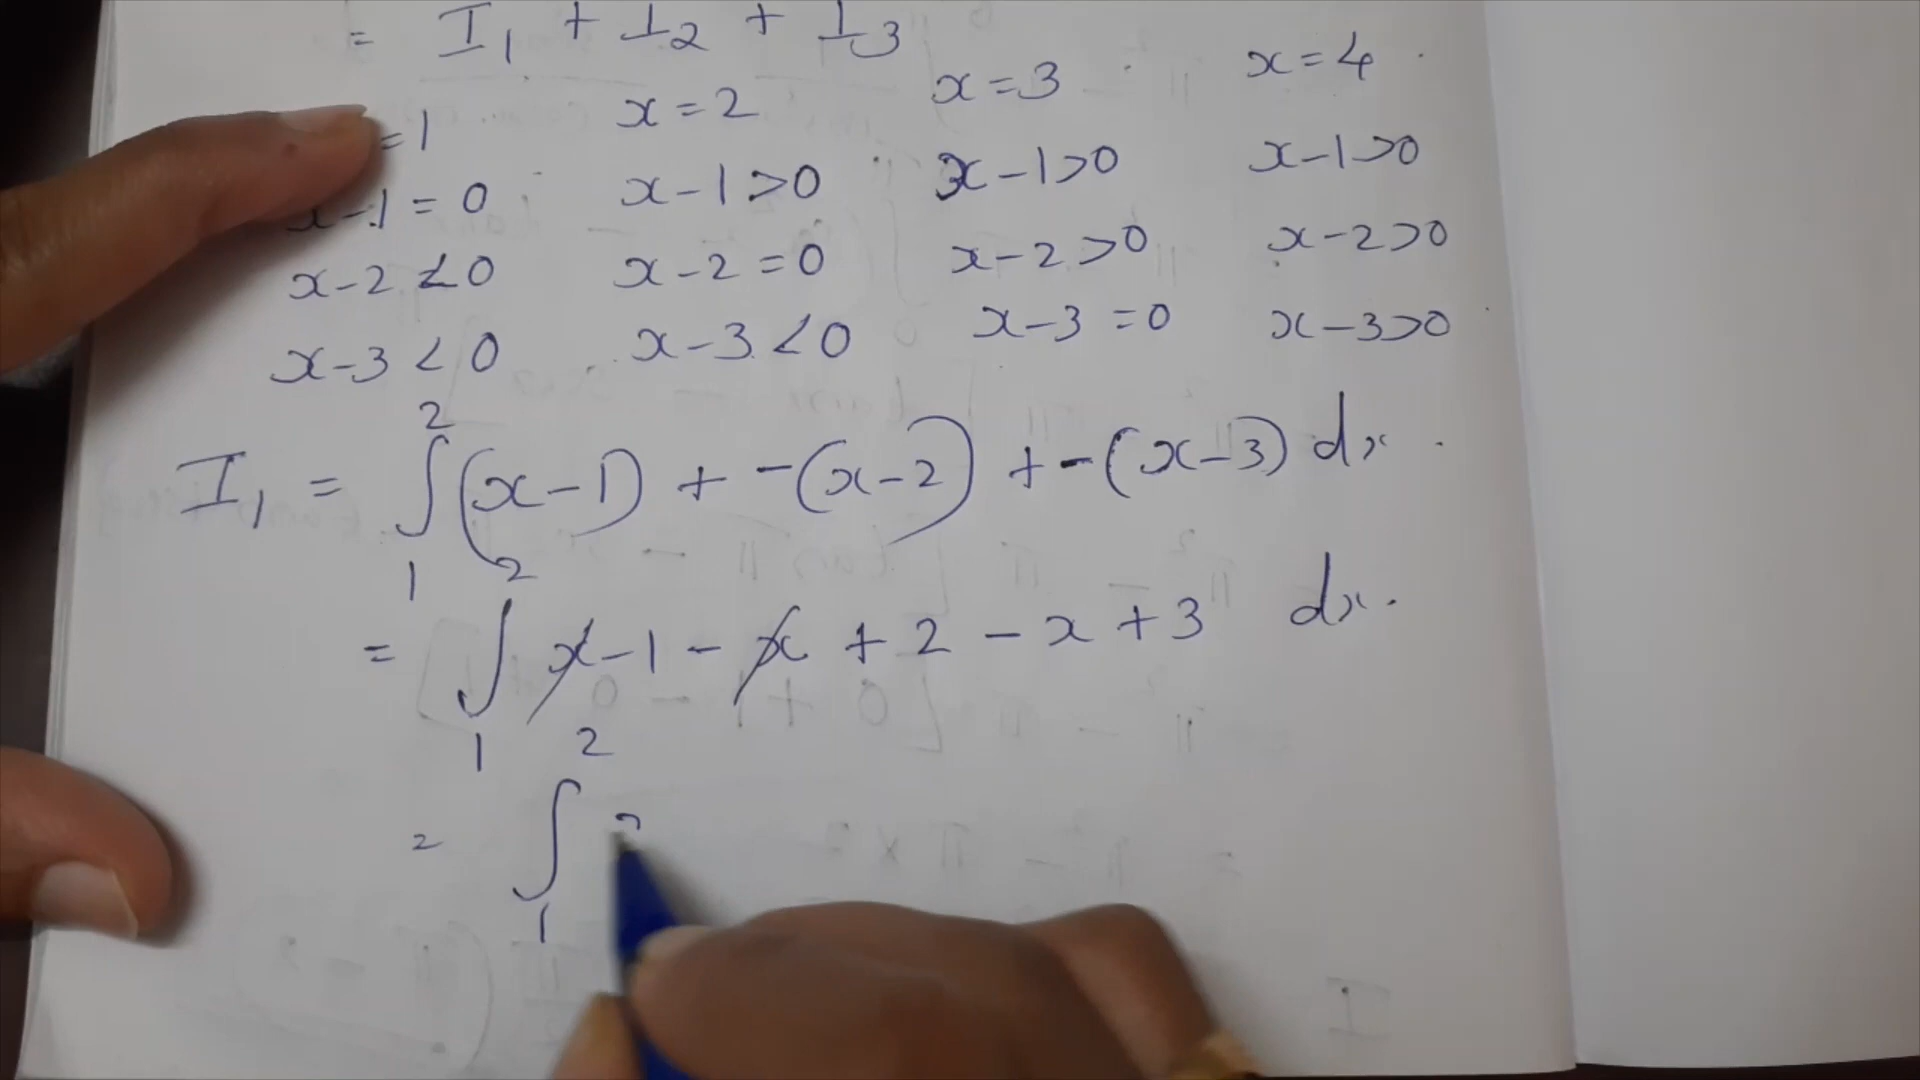 = I₁ + I₂ + I₃
=1 x=2 x=3 x=4
x-1=0 x-1>0 x-1>0 x-1>0
x-2<0 x-2=0 x-2>0 x-2>0
x-3<0 x-3<0 x-3=0 x-3>0
I₁ = ∫₁² (x-1) + -(x-2) + -(x-3) dx.
= ∫₁² x-1 - x + 2 - x + 3 dx.
= ∫₁²